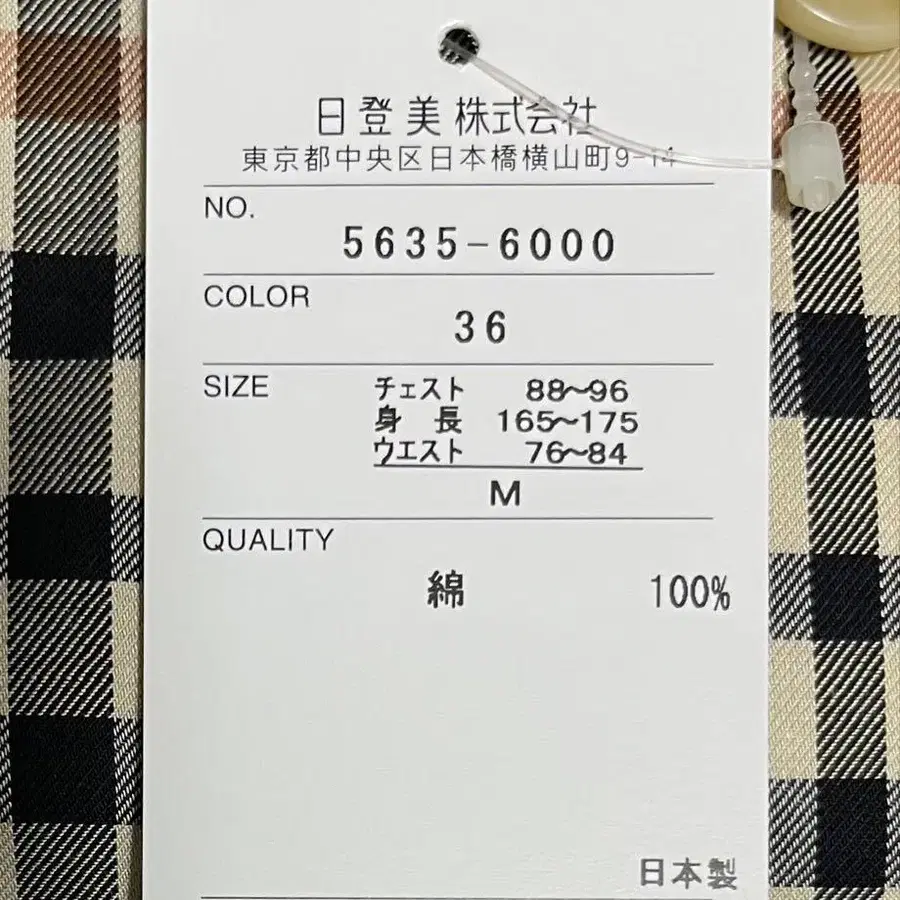 日登美株式会社
東京都中央区日本橋横山町9-14
NO.
5635-6000
COLOR
36
SIZE
チェスト 88〜96
身長 165〜175
ウエスト 76〜84
M
QUALITY
綿 100%
日本製